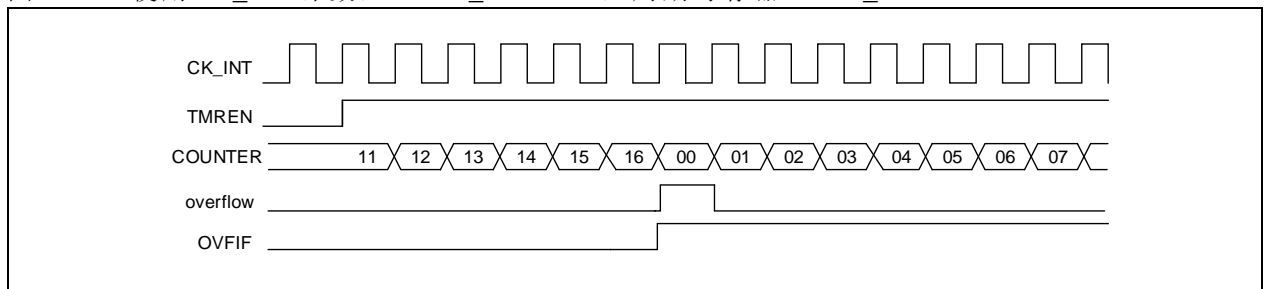 CK_INT
TMREN
COUNTER 11 12 13 14 15 16 00 01 02 03 04 05 06 07
overflow
OVFIF